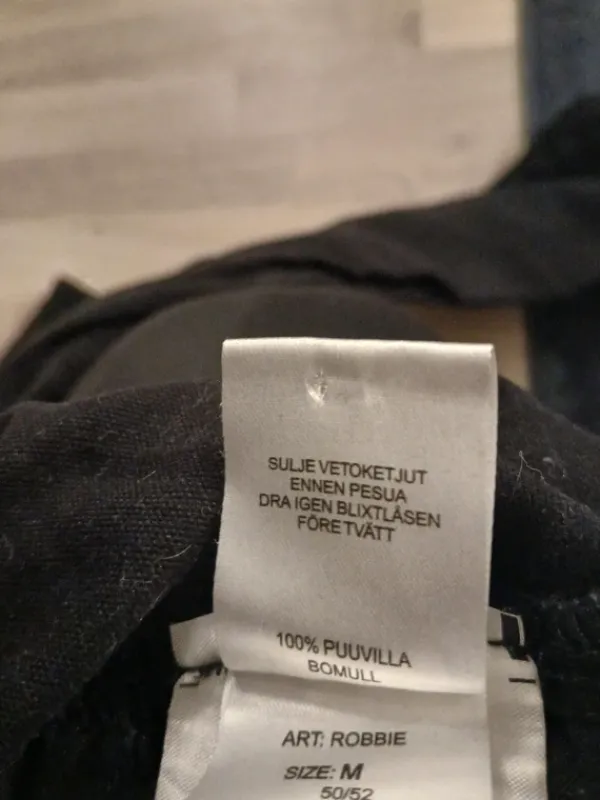 SULJE VETOKETJUT
ENNEN PESUA
DRA IGEN BLIXTLÅSEN
FÖRE TVÄTT
100% PUUVILLA
BOMULL
ART: ROBBIE
SIZE: M
50/52